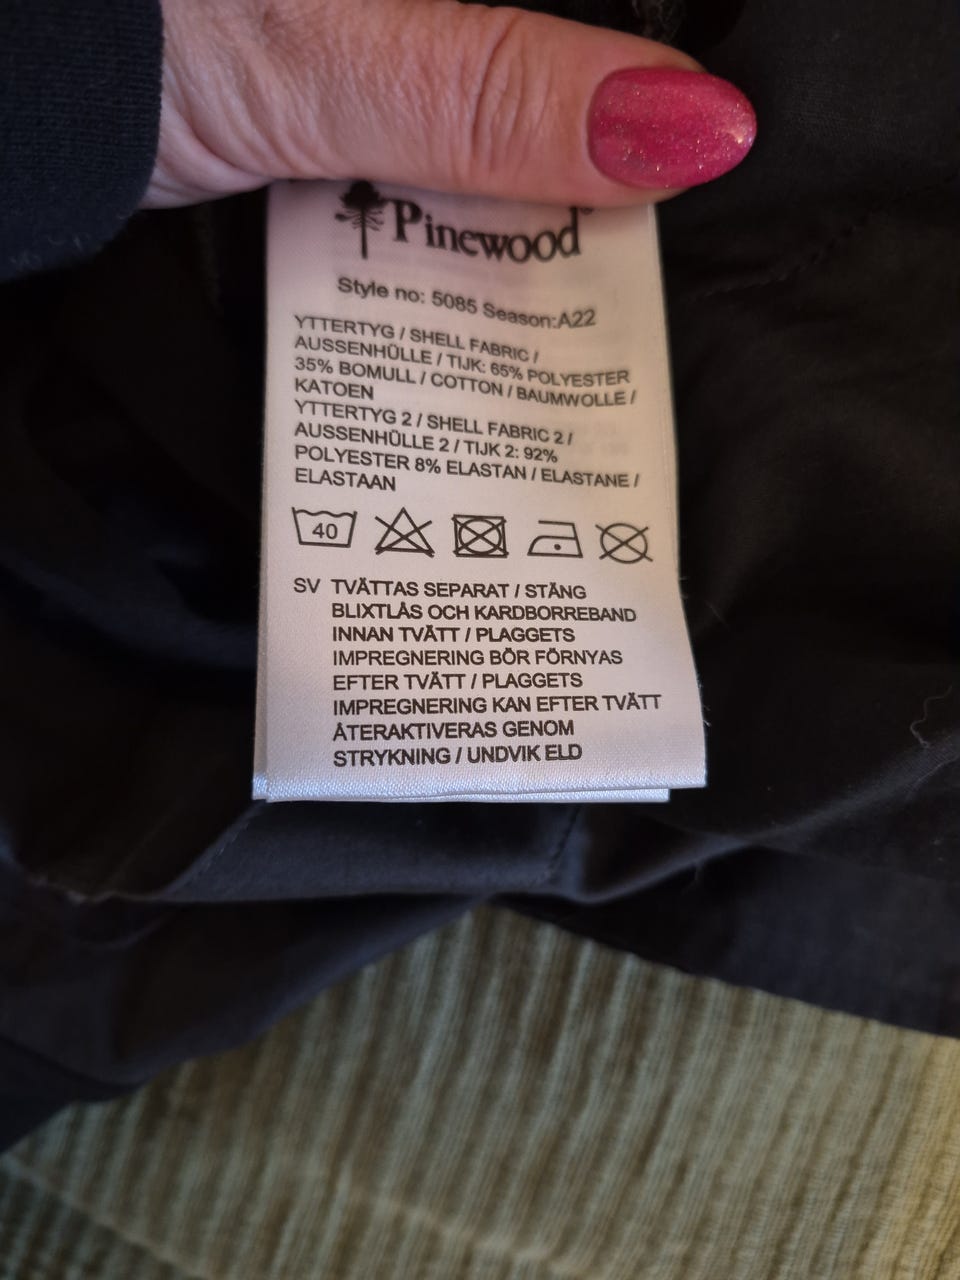 Pinewood®
Style no: 5085 Season:A22
YTTERTYG / SHELL FABRIC /
AUSSENHÜLLE / TIJK: 65% POLYESTER
35% BOMULL / COTTON / BAUMWOLLE /
KATOEN
YTTERTYG 2 / SHELL FABRIC 2 /
AUSSENHÜLLE 2 / TIJK 2: 92%
POLYESTER 8% ELASTAN / ELASTANE /
ELASTAAN
40
SV TVÄTTAS SEPARAT / STÄNG
BLIXTLÅS OCH KARDBORREBAND
INNAN TVÄTT / PLAGGETS
IMPREGNERING BÖR FÖRNYAS
EFTER TVÄTT / PLAGGETS
IMPREGNERING KAN EFTER TVÄTT
ÅTERAKTIVERAS GENOM
STRYKNING / UNDVIK ELD